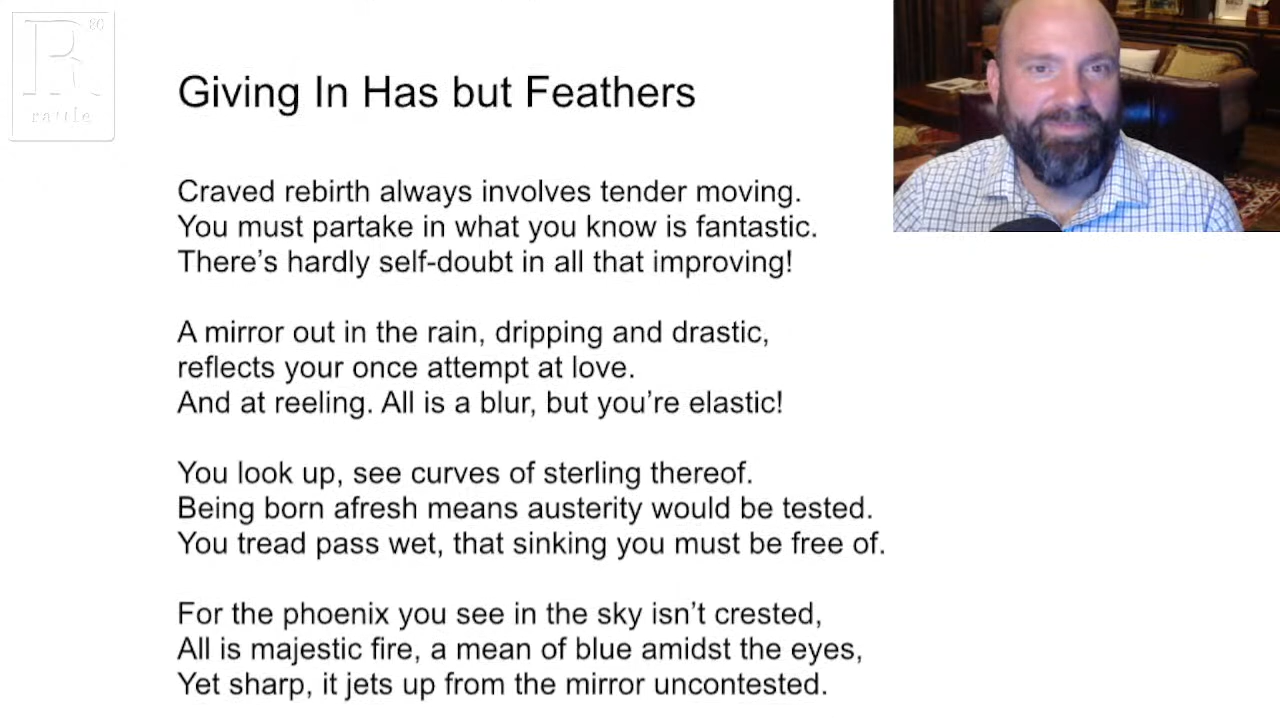 R
80
rattle
Giving In Has but Feathers
Craved rebirth always involves tender moving.
You must partake in what you know is fantastic.
There's hardly self-doubt in all that improving!
A mirror out in the rain, dripping and drastic,
reflects your once attempt at love.
And at reeling. All is a blur, but you're elastic!
You look up, see curves of sterling thereof.
Being born afresh means austerity would be tested.
You tread pass wet, that sinking you must be free of.
For the phoenix you see in the sky isn't crested,
All is majestic fire, a mean of blue amidst the eyes,
Yet sharp, it jets up from the mirror uncontested.